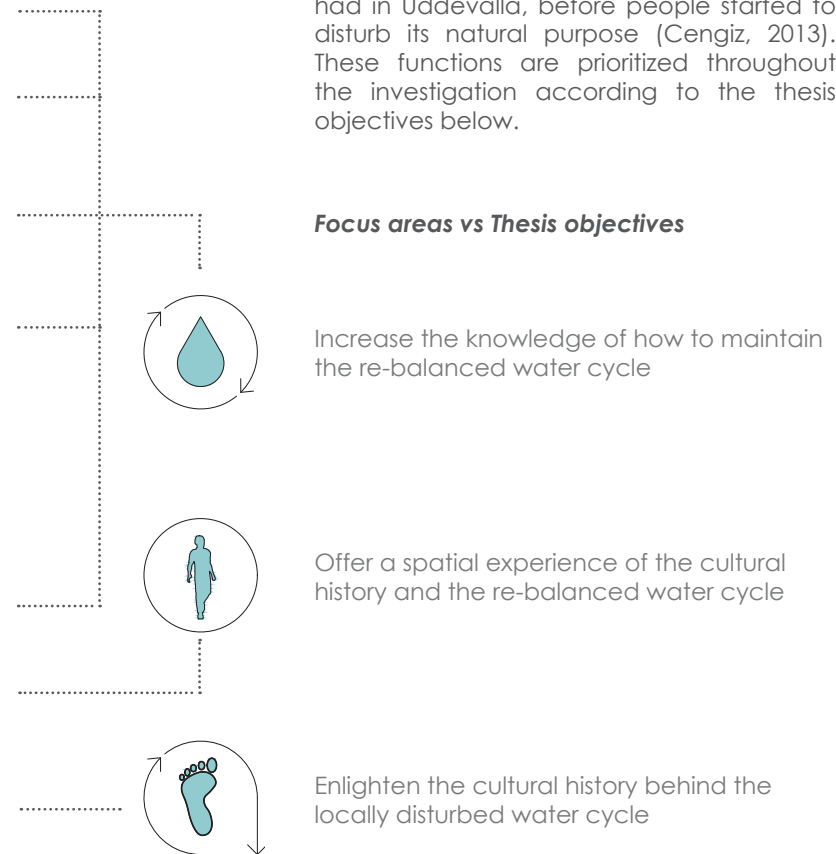 had in Uddevalla, before people started to
disturb its natural purpose (Cengiz, 2013).
These functions are prioritized throughout
the investigation according to the thesis
objectives below.
Focus areas vs Thesis objectives
Increase the knowledge of how to maintain
the re-balanced water cycle
Offer a spatial experience of the cultural
history and the re-balanced water cycle
Enlighten the cultural history behind the
locally disturbed water cycle